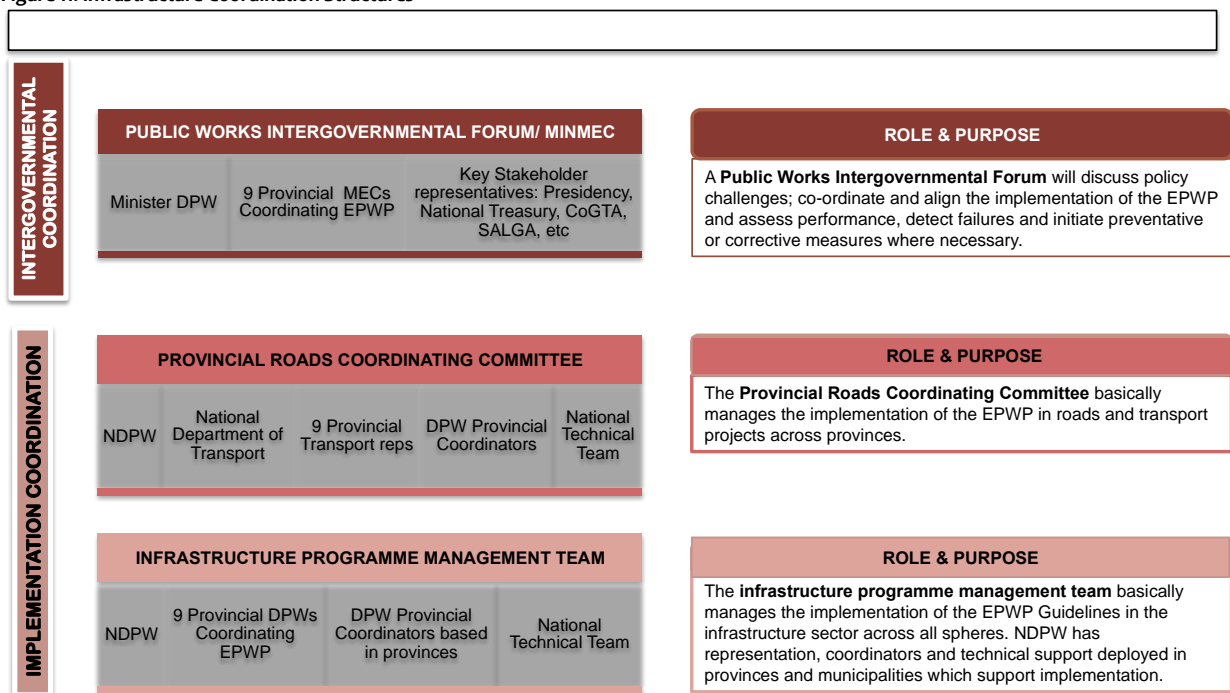 INTERGOVERNMENTAL
COORDINATION
PUBLIC WORKS INTERGOVERNMENTAL FORUM/ MINMEC
Minister DPW
9 Provincial MECs
Coordinating EPWP
Key Stakeholder
representatives: Presidency,
National Treasury, CoGTA,
SALGA, etc
ROLE & PURPOSE
A Public Works Intergovernmental Forum will discuss policy
challenges; co-ordinate and align the implementation of the EPWP
and assess performance, detect failures and initiate preventative
or corrective measures where necessary.
IMPLEMENTATION COORDINATION
PROVINCIAL ROADS COORDINATING COMMITTEE
NDPW
National
Department of
Transport
9 Provincial
Transport reps
DPW Provincial
Coordinators
National
Technical
Team
ROLE & PURPOSE
The Provincial Roads Coordinating Committee basically
manages the implementation of the EPWP in roads and transport
projects across provinces.
INFRASTRUCTURE PROGRAMME MANAGEMENT TEAM
NDPW
9 Provincial DPWs
Coordinating
EPWP
DPW Provincial
Coordinators based
in provinces
National
Technical Team
ROLE & PURPOSE
The infrastructure programme management team basically
manages the implementation of the EPWP Guidelines in the
infrastructure sector across all spheres. NDPW has
representation, coordinators and technical support deployed in
provinces and municipalities which support implementation.